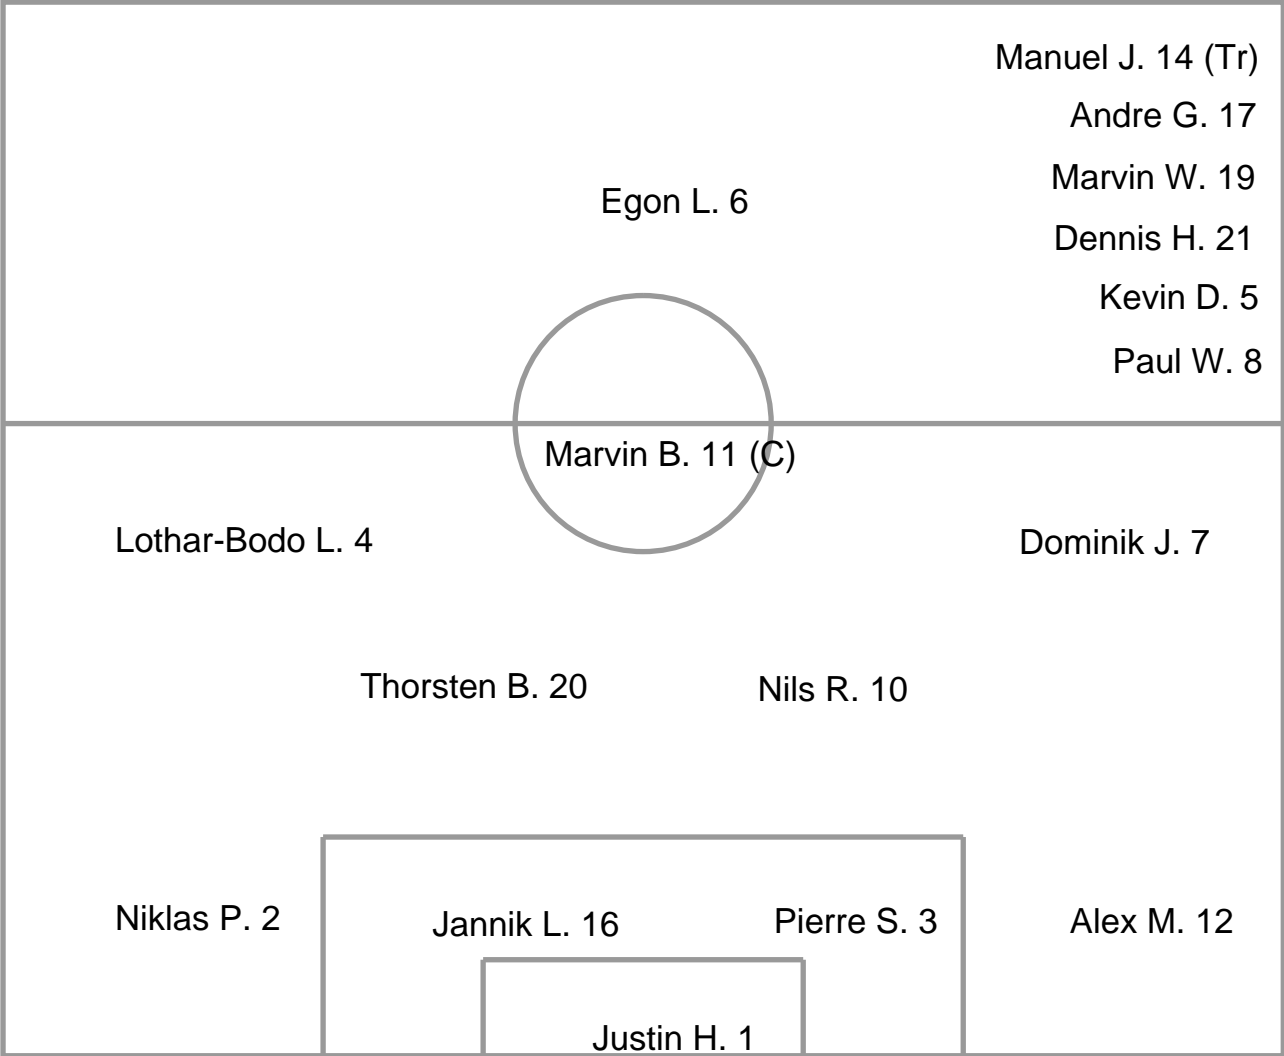 Manuel J. 14 (Tr)
Andre G. 17
Marvin W. 19
Egon L. 6
Dennis H. 21
Kevin D. 5
Paul W. 8
Marvin B. 11 (C)
Lothar-Bodo L. 4
Dominik J. 7
Thorsten B. 20
Nils R. 10
Niklas P. 2
Jannik L. 16
Pierre S. 3
Alex M. 12
Justin H. 1